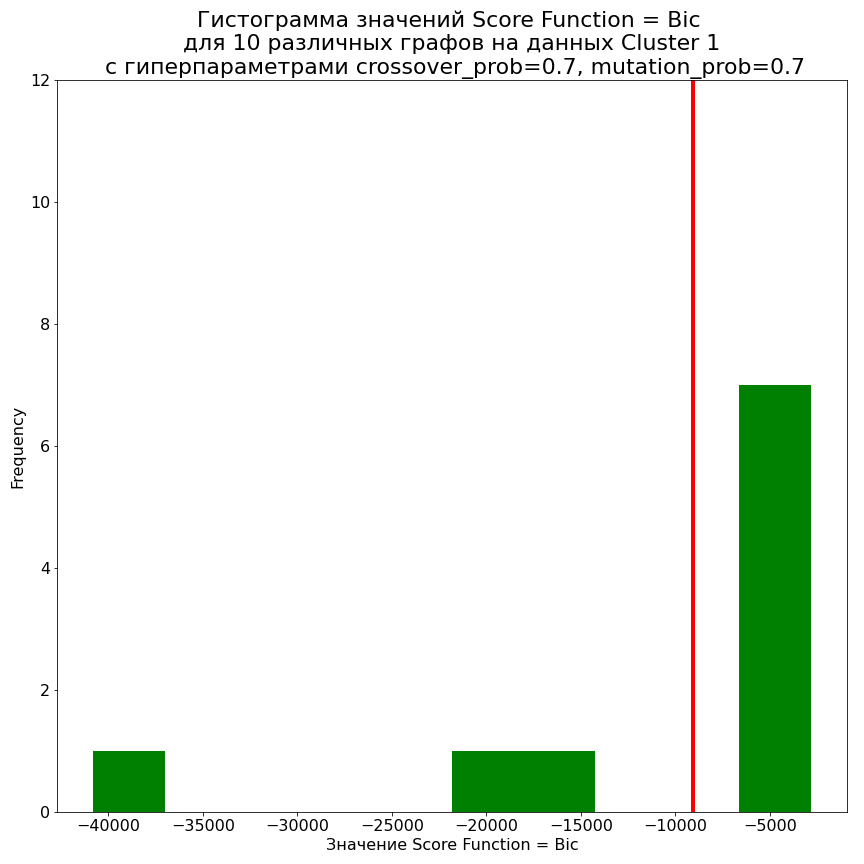 Гистограмма значений Score Function = Bic
для 10 различных графов на данных Cluster 1
с гиперпараметрами crossover_prob=0.7, mutation_prob=0.7
12
10
8
6
4
2
0
Frequency
−40000 −35000 −30000 −25000 −20000 −15000 −10000 −5000
Значение Score Function = Bic